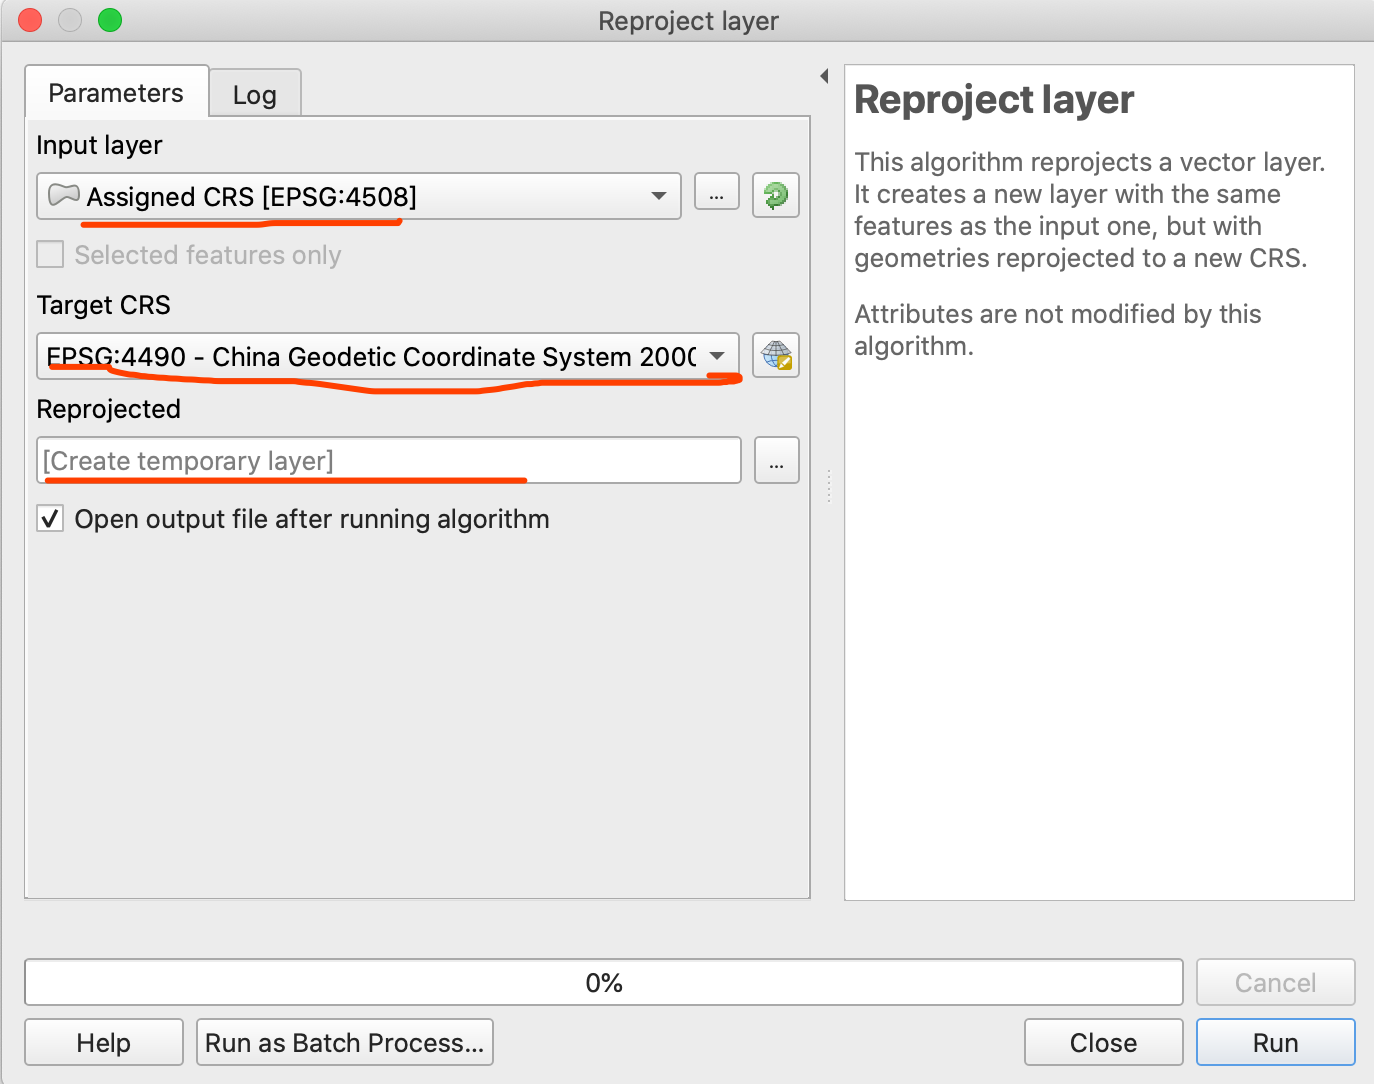 Reproject layer
Parameters
Log
Input layer
Assigned CRS [EPSG:4508]
...
Selected features only
Target CRS
EPSG:4490 - China Geodetic Coordinate System 200
Reprojected
[Create temporary layer]
...
Open output file after running algorithm
Reproject layer
This algorithm reprojects a vector layer.
It creates a new layer with the same
features as the input one, but with
geometries reprojected to a new CRS.
Attributes are not modified by this
algorithm.
0%
Cancel
Help
Run as Batch Process...
Close
Run